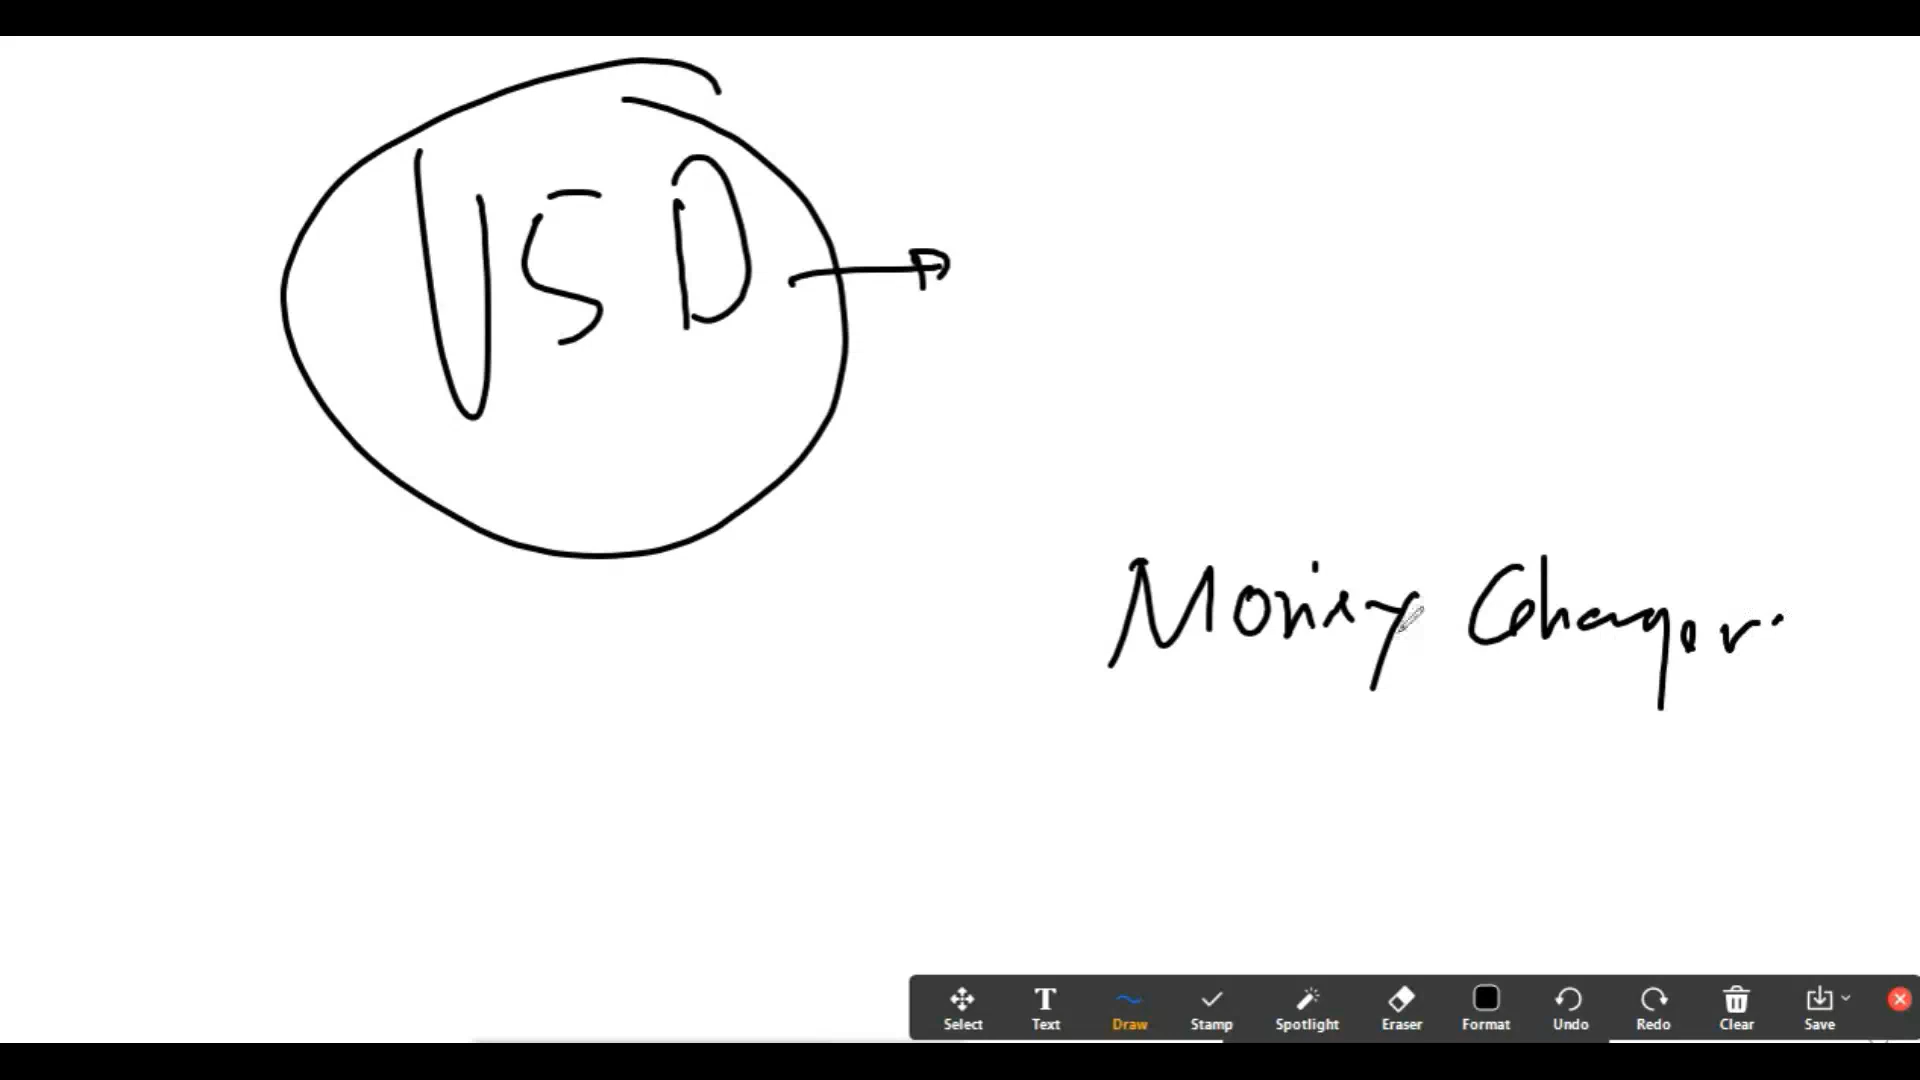 USD
Money Changer
Select Text Draw Stamp Spotlight Eraser Format Undo Redo Clear Save